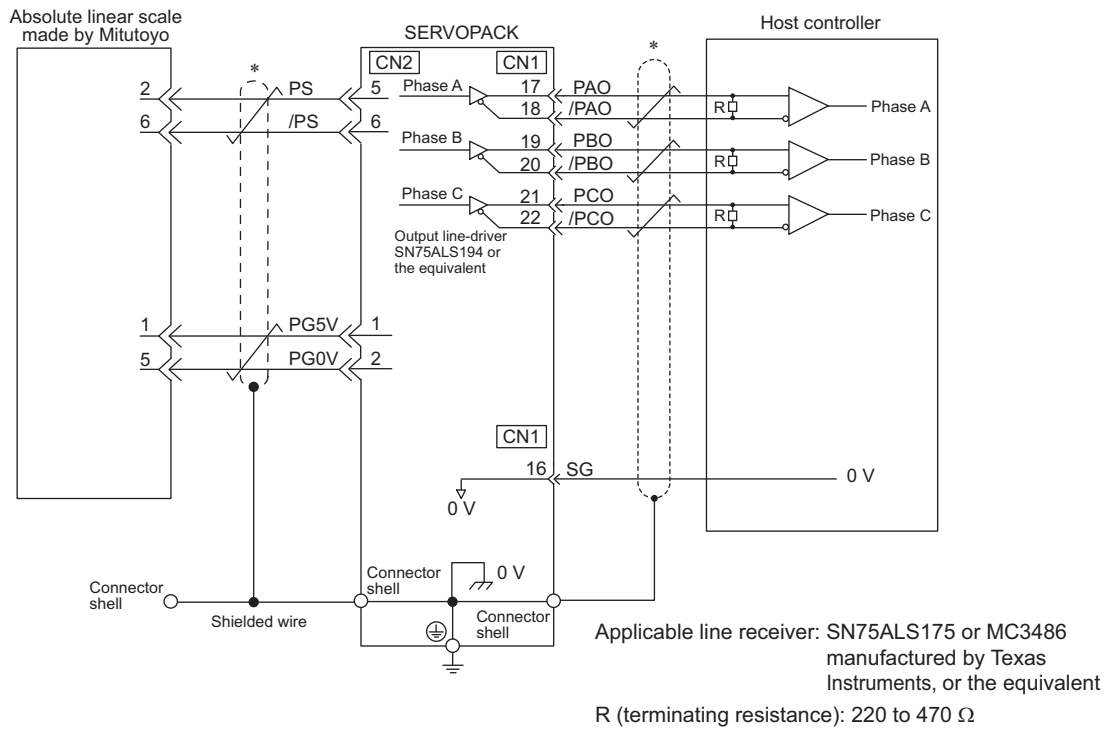 Absolute linear scale
made by Mitutoyo
SERVOPACK
Host controller
*
CN2
CN1
*
2
PS
5
Phase A
17
PAO
R
Phase A
18
/PAO
6
/PS
6
Phase B
19
PBO
R
Phase B
20
/PBO
Phase C
21
PCO
R
Phase C
22
/PCO
Output line-driver
SN75ALS194 or
the equivalent
1
PG5V
1
5
PG0V
2
CN1
16
SG
0 V
0 V
Connector
shell
Shielded wire
Connector
shell
0 V
Connector
shell
Applicable line receiver: SN75ALS175 or MC3486
manufactured by Texas
Instruments, or the equivalent
R (terminating resistance): 220 to 470 Ω